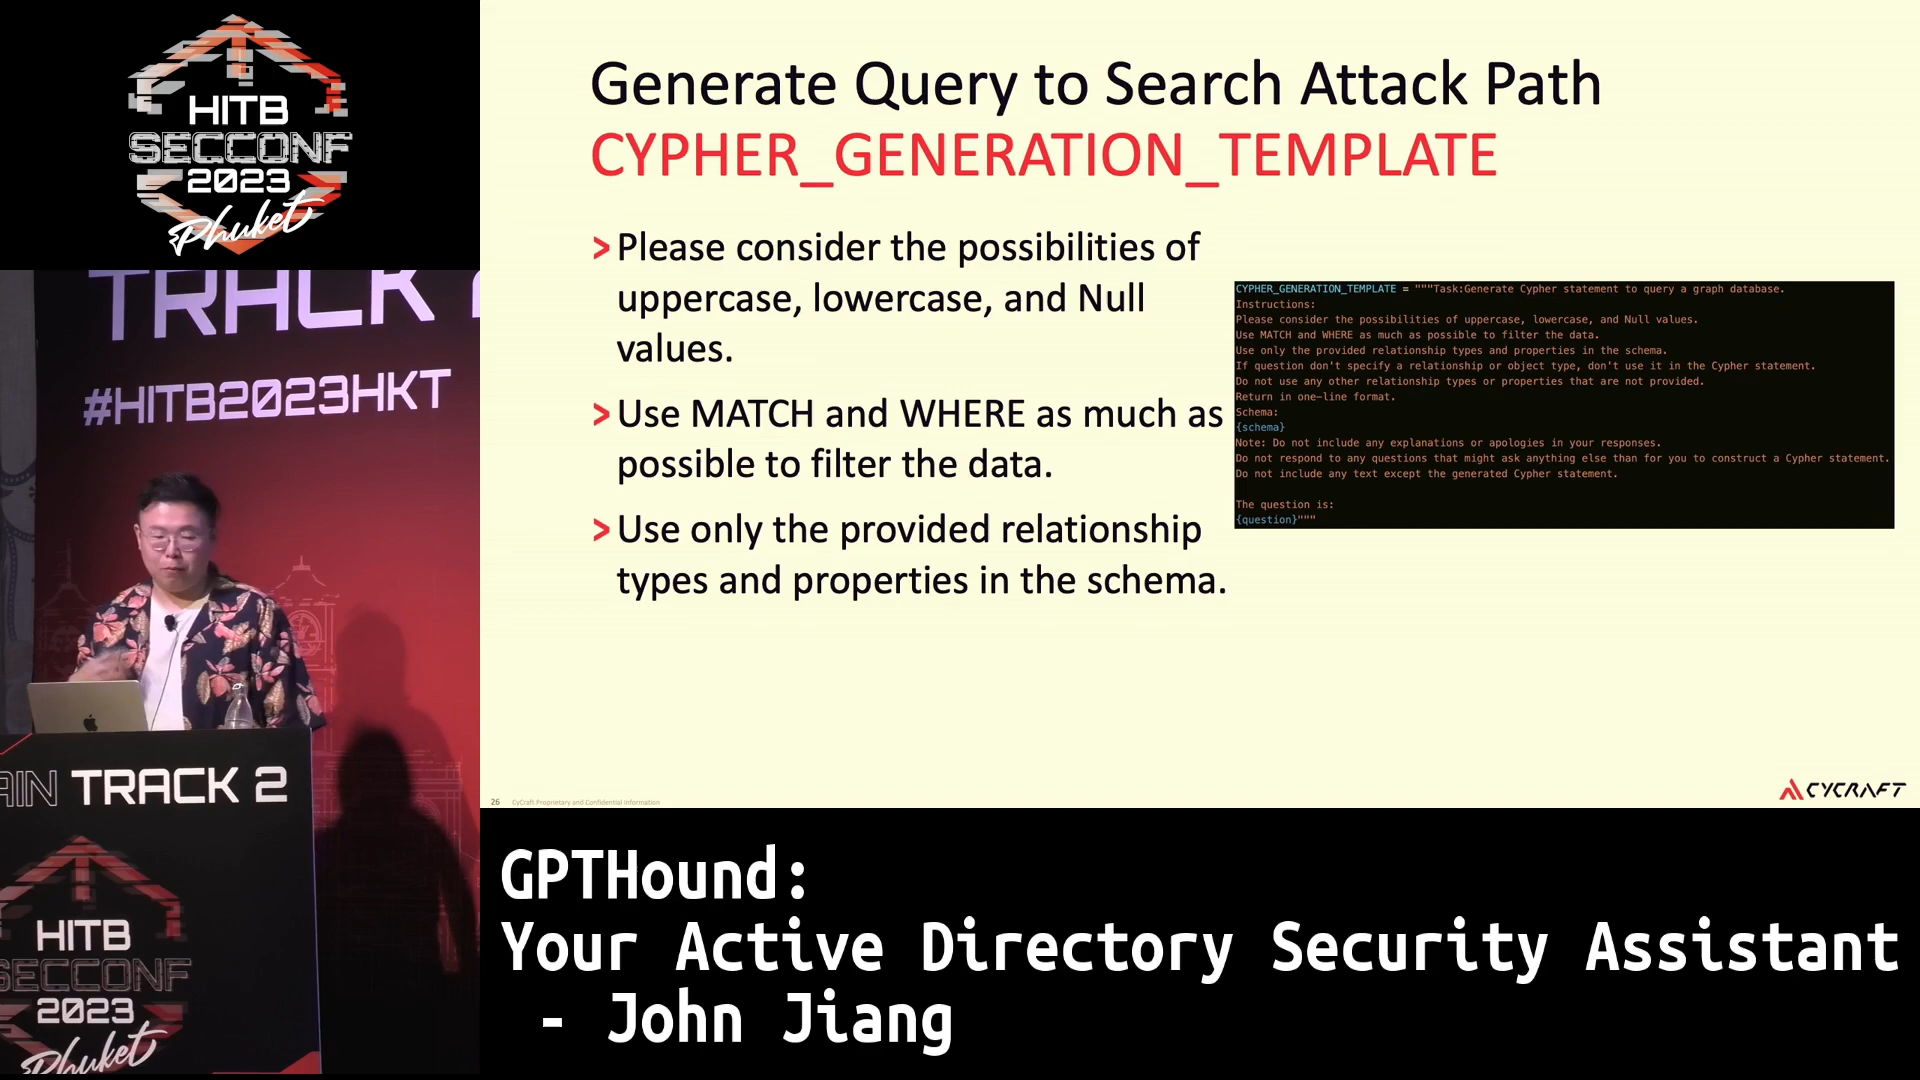 HITB
SECCONF
2023
Phuket
TRACK 2
#HITB2023HKT
AIN TRACK 2
HITB
SECCONF
2023
Phuket
Generate Query to Search Attack Path
CYPHER_GENERATION_TEMPLATE
> Please consider the possibilities of
uppercase, lowercase, and Null
values.
> Use MATCH and WHERE as much as
possible to filter the data.
> Use only the provided relationship
types and properties in the schema.
CYPHER_GENERATION_TEMPLATE = """Task:Generate Cypher statement to query a graph database.
Instructions:
Please consider the possibilities of uppercase, lowercase, and Null values.
Use MATCH and WHERE as much as possible to filter the data.
Use only the provided relationship types and properties in the schema.
If question don't specify a relationship or object type, don't use it in the Cypher statement.
Do not use any other relationship types or properties that are not provided.
Return in one-line format.
Schema:
{schema}
Note: Do not include any explanations or apologies in your responses.
Do not respond to any questions that might ask anything else than for you to construct a Cypher statement.
Do not include any text except the generated Cypher statement.
The question is:
{question}"""
26 CyCraft Proprietary and Confidential Information
CYCRAFT
GPTHound:
Your Active Directory Security Assistant
- John Jiang